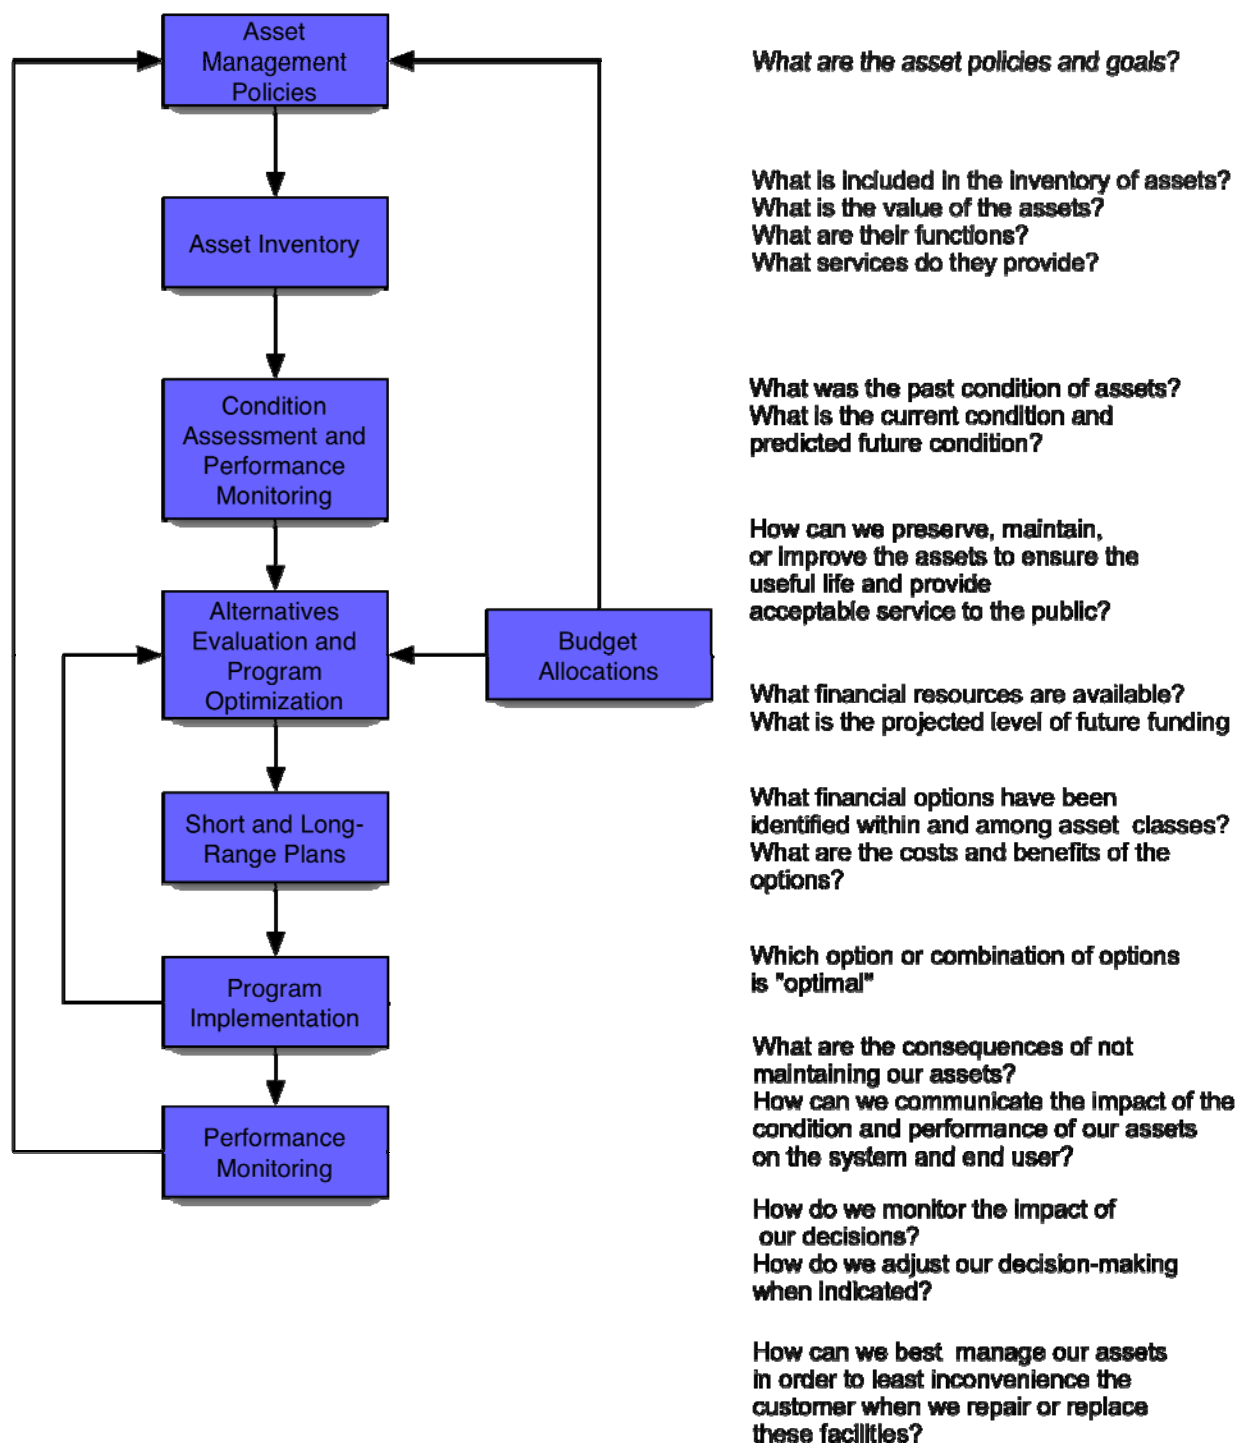 Asset
Management
Policies
Asset Inventory
Condition
Assessment and
Performance
Monitoring
Alternatives
Evaluation and
Program
Optimization
Budget
Allocations
Short and Long-
Range Plans
Program
Implementation
Performance
Monitoring
What are the asset policies and goals?
What is included in the inventory of assets?
What is the value of the assets?
What are their functions?
What services do they provide?
What was the past condition of assets?
What is the current condition and
predicted future condition?
How can we preserve, maintain,
or improve the assets to ensure the
useful life and provide
acceptable service to the public?
What financial resources are available?
What is the projected level of future funding
What financial options have been
identified within and among asset classes?
What are the costs and benefits of the
options?
Which option or combination of options
is "optimal"
What are the consequences of not
maintaining our assets?
How can we communicate the impact of the
condition and performance of our assets
on the system and end user?
How do we monitor the impact of
our decisions?
How do we adjust our decision-making
when indicated?
How can we best manage our assets
in order to least inconvenience the
customer when we repair or replace
these facilities?